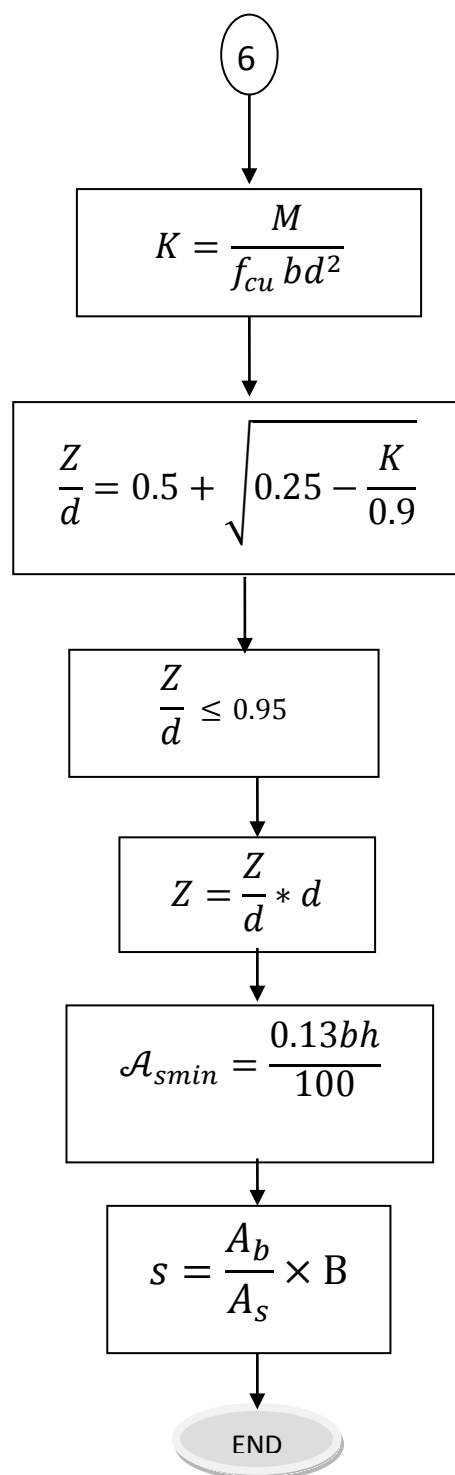 6
K = M / (f_cu bd²)
Z/d = 0.5 + √(0.25 − K/0.9)
Z/d ≤ 0.95
Z = Z/d * d
𝒜_smin = 0.13bh / 100
s = A_b / A_s × B
END